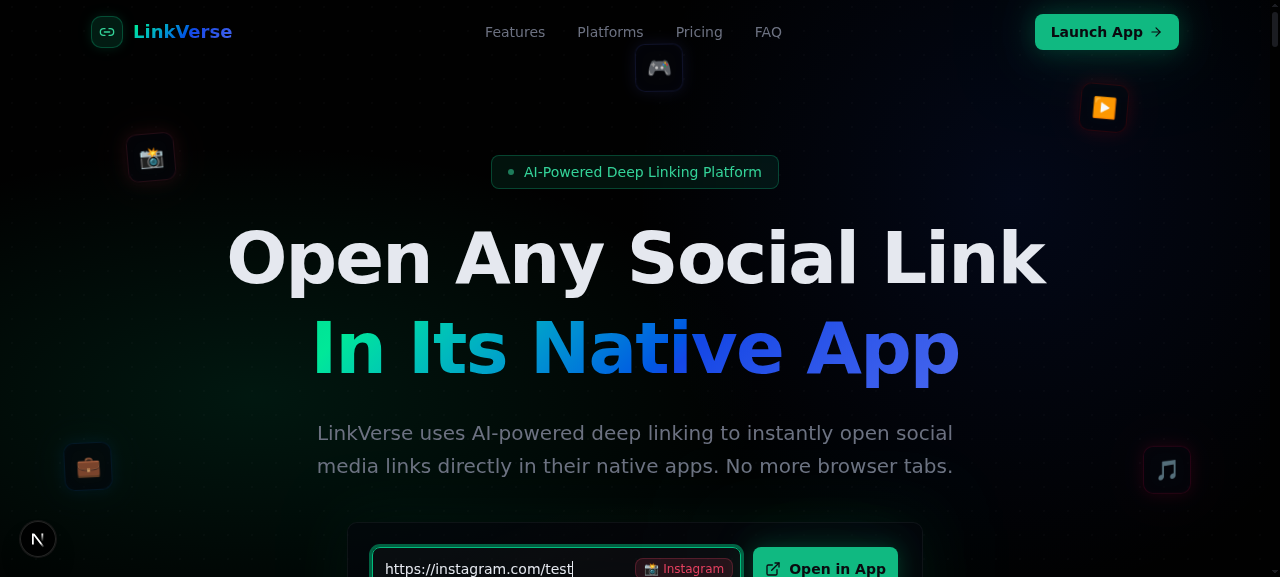 LinkVerse
Features
Platforms
Pricing
FAQ
Launch App
AI-Powered Deep Linking Platform
Open Any Social Link
In Its Native App
LinkVerse uses AI-powered deep linking to instantly open social
media links directly in their native apps. No more browser tabs.
N
https://instagram.com/test
Instagram
Open in App